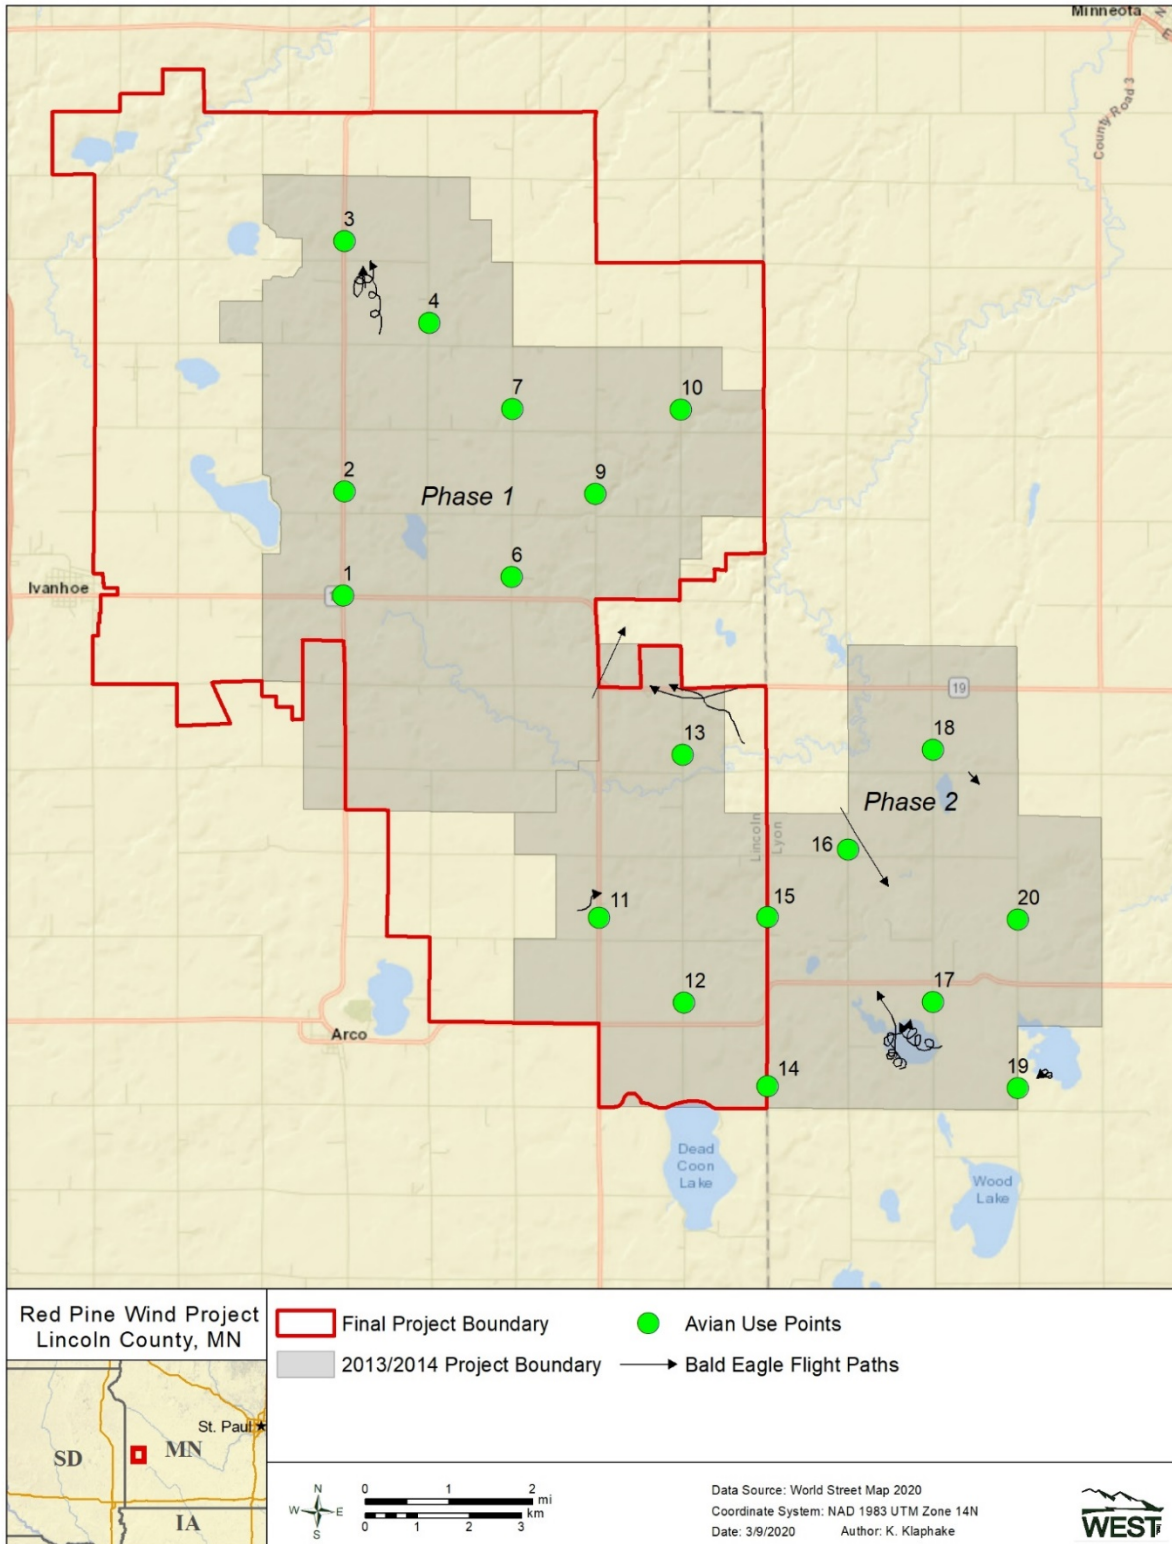 Minneota
N
E
County Road 3
3
4
7
10
2
Phase 1
9
6
Ivanhoe
1
1
19
13
18
Phase 2
Lincoln
Lyon
16
11
15
20
12
17
Arco
14
19
Dead
Coon
Lake
Wood
Lake
Red Pine Wind Project
Lincoln County, MN
Final Project Boundary
Avian Use Points
2013/2014 Project Boundary
Bald Eagle Flight Paths
St. Paul
SD
MN
IA
N
W E
S
0 1 2
mi
km
0 1 2 3
Data Source: World Street Map 2020
Coordinate System: NAD 1983 UTM Zone 14N
Date: 3/9/2020 Author: K. Klaphake
WEST